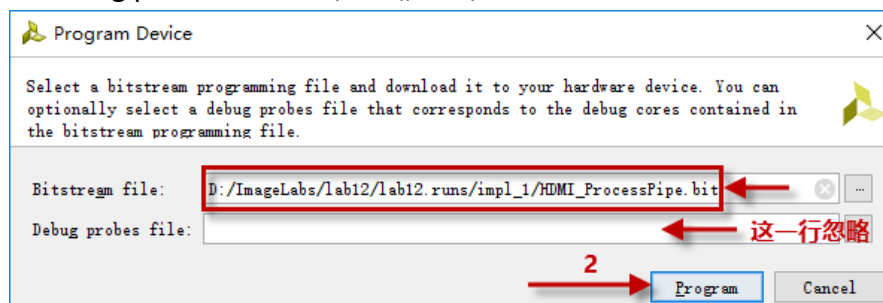 Program Device
Select a bitstream programming file and download it to your hardware device. You can
optionally select a debug probes file that corresponds to the debug cores contained in
the bitstream programming file.
Bitstream file: D:/ImageLabs/lab12/lab12.runs/impl_1/HDMI_ProcessPipe.bit ...
Debug probes file: 这一行忽略
2
Program Cancel